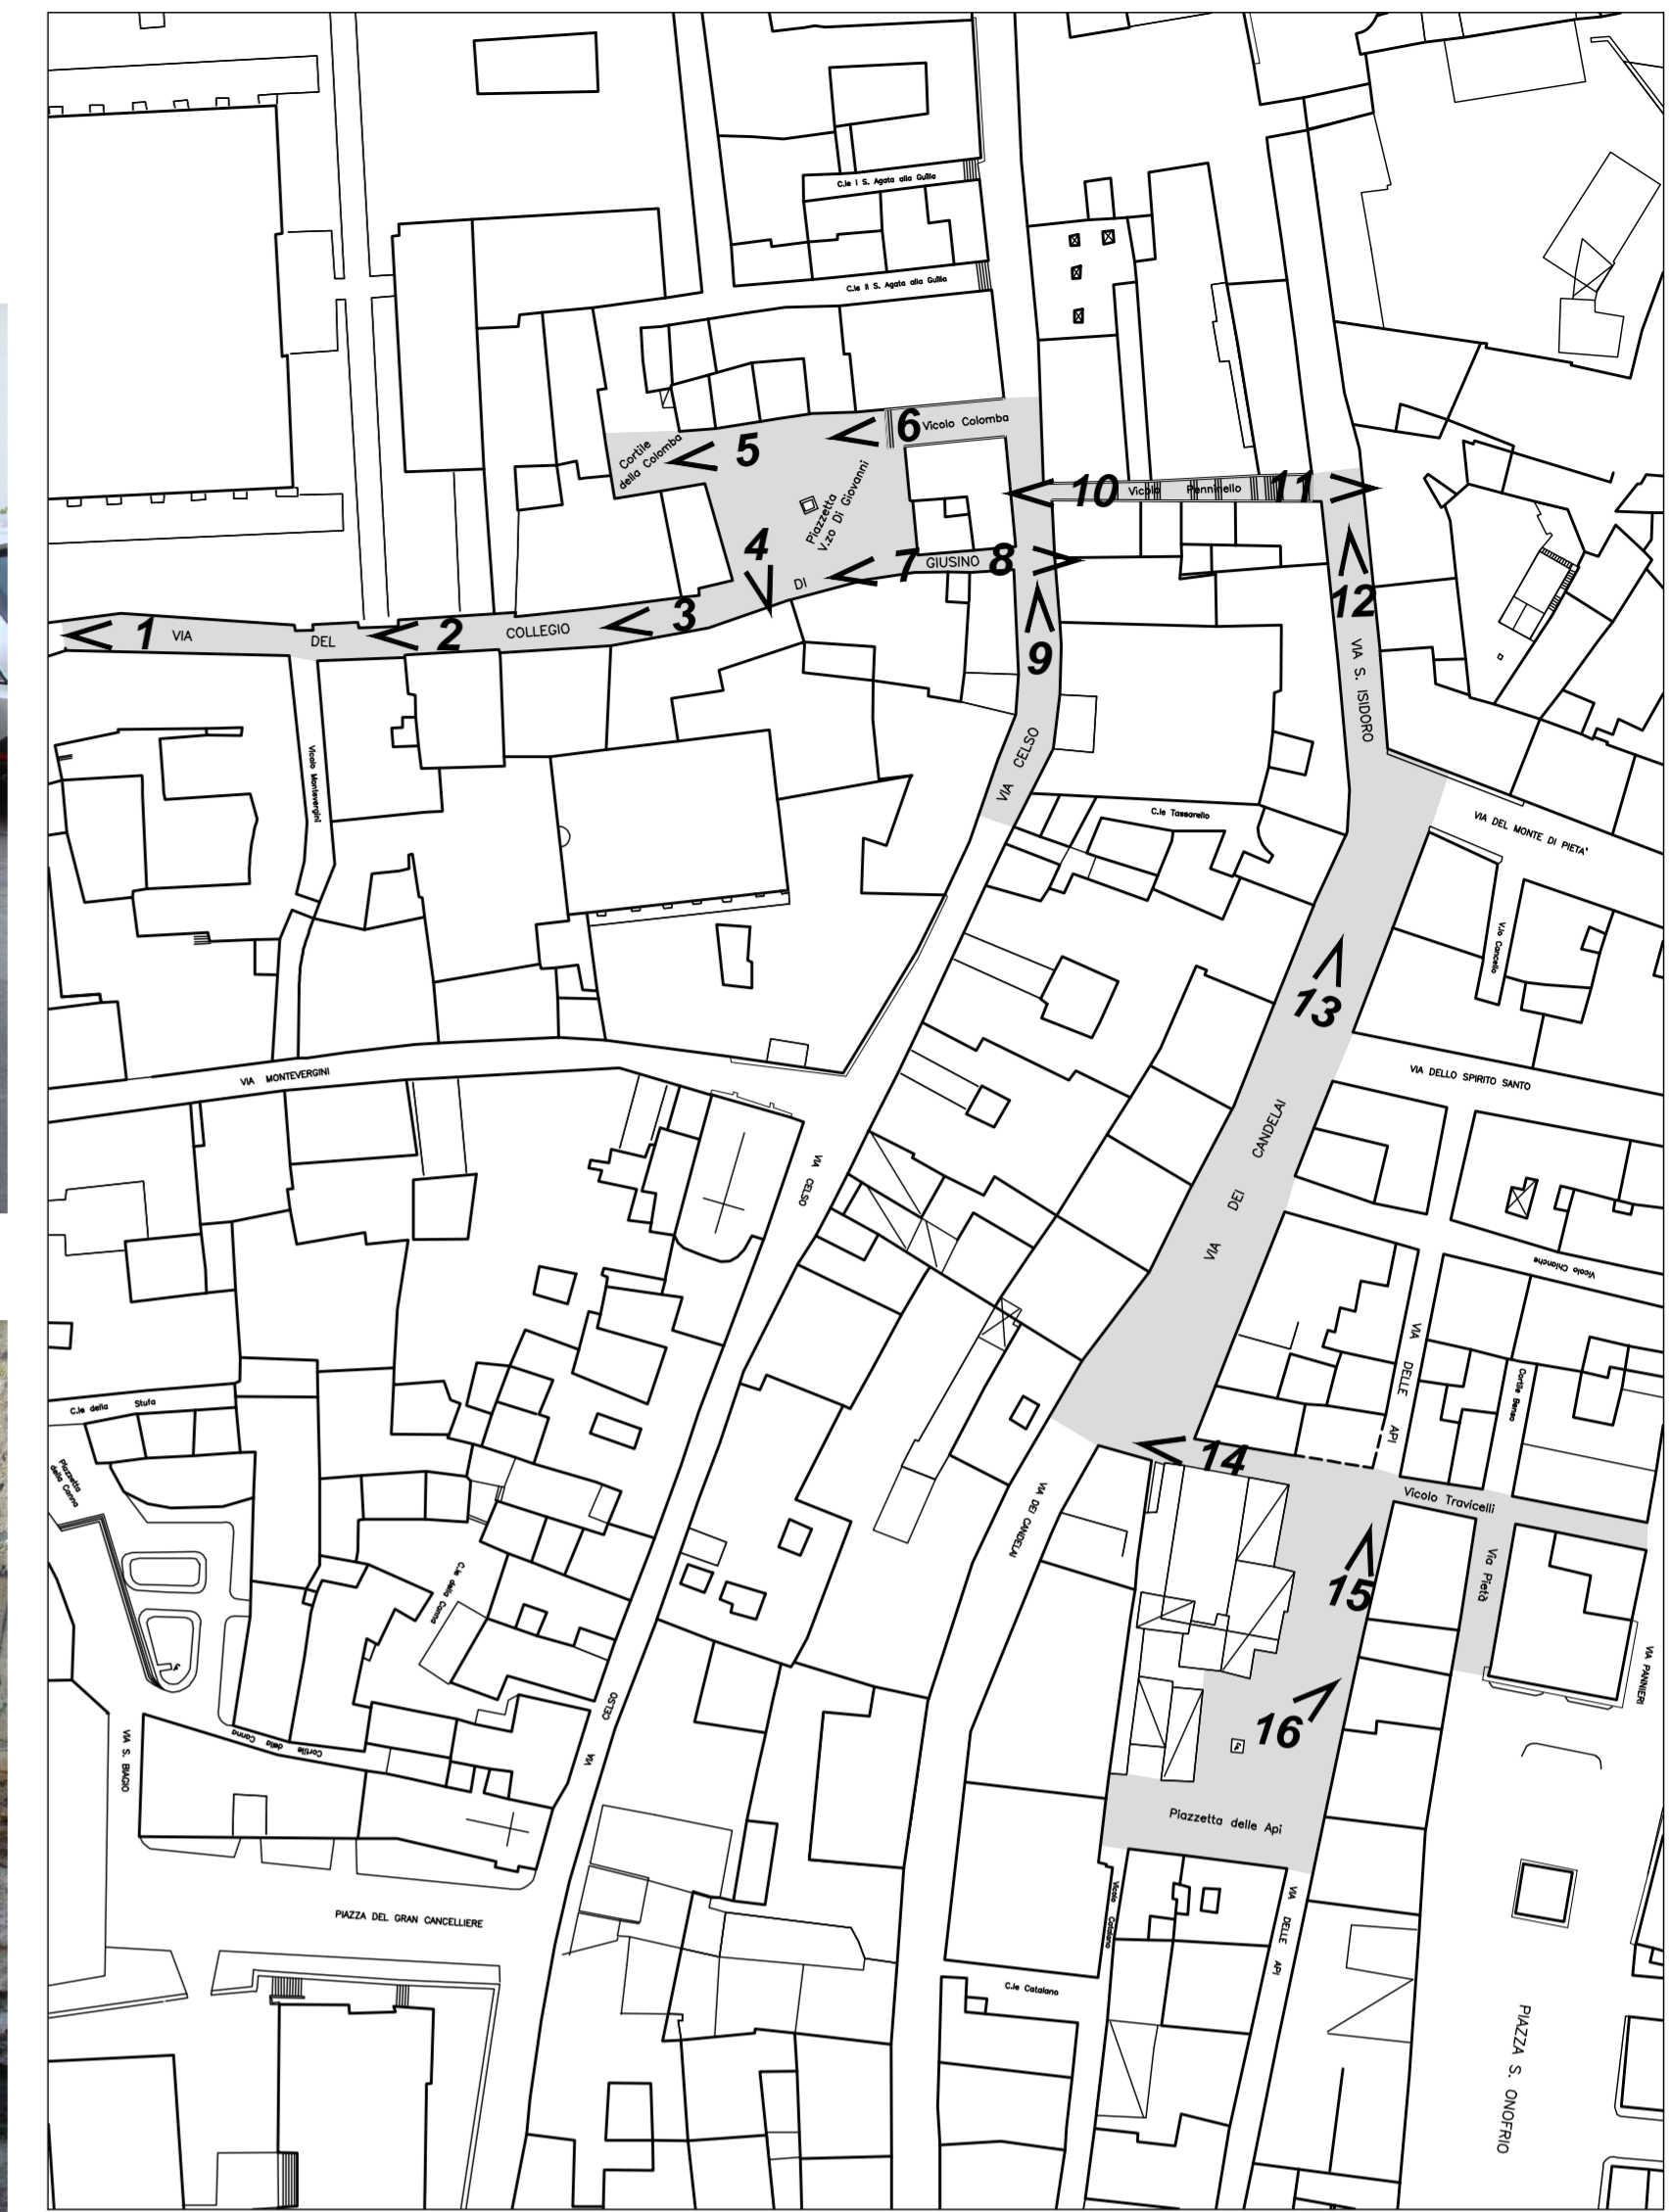 C.le I S. Agata alla Guilla
C.le II S. Agata alla Guilla
6
Vicolo Colomba
5
Cortile
della Colomba
Piazzetta
V.zo Di Giovanni
10
Vicolo Penninello
11
4
7
GIUSINO
8
DI
12
3
1
VIA
DEL
2
COLLEGIO
9
VIA S. ISIDORO
Vicolo Montevergini
VIA CELSO
C.le Tassarello
VIA DEL MONTE DI PIETA'
V.lo Cancello
13
VIA MONTEVERGINI
VIA DELLO SPIRITO SANTO
VIA DEI CANDELAI
VIA CELSO
Vicolo Chianche
VIA DELLE API
Cortile Benso
C.le della Stufa
14
Piazzetta
della Canna
VIA DEI CANDELAI
Vicolo Travicelli
15
Via Pietà
C.le della Canna
VIA PANNIERI
16
VIA CELSO
Cortile della Canna
VIA S. BIAGIO
Piazzetta delle Api
Vicolo Catalano
VIA DELLE API
PIAZZA DEL GRAN CANCELLIERE
C.le Catalano
PIAZZA S. ONOFRIO